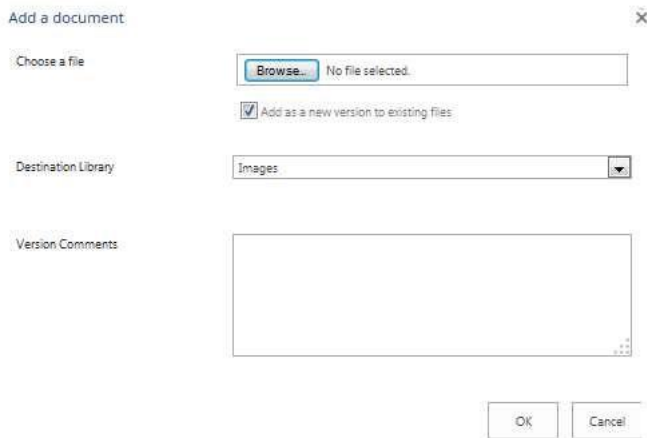 Add a document
Choose a file
Browse... No file selected.
Add as a new version to existing files
Destination Library
Images
Version Comments
OK
Cancel